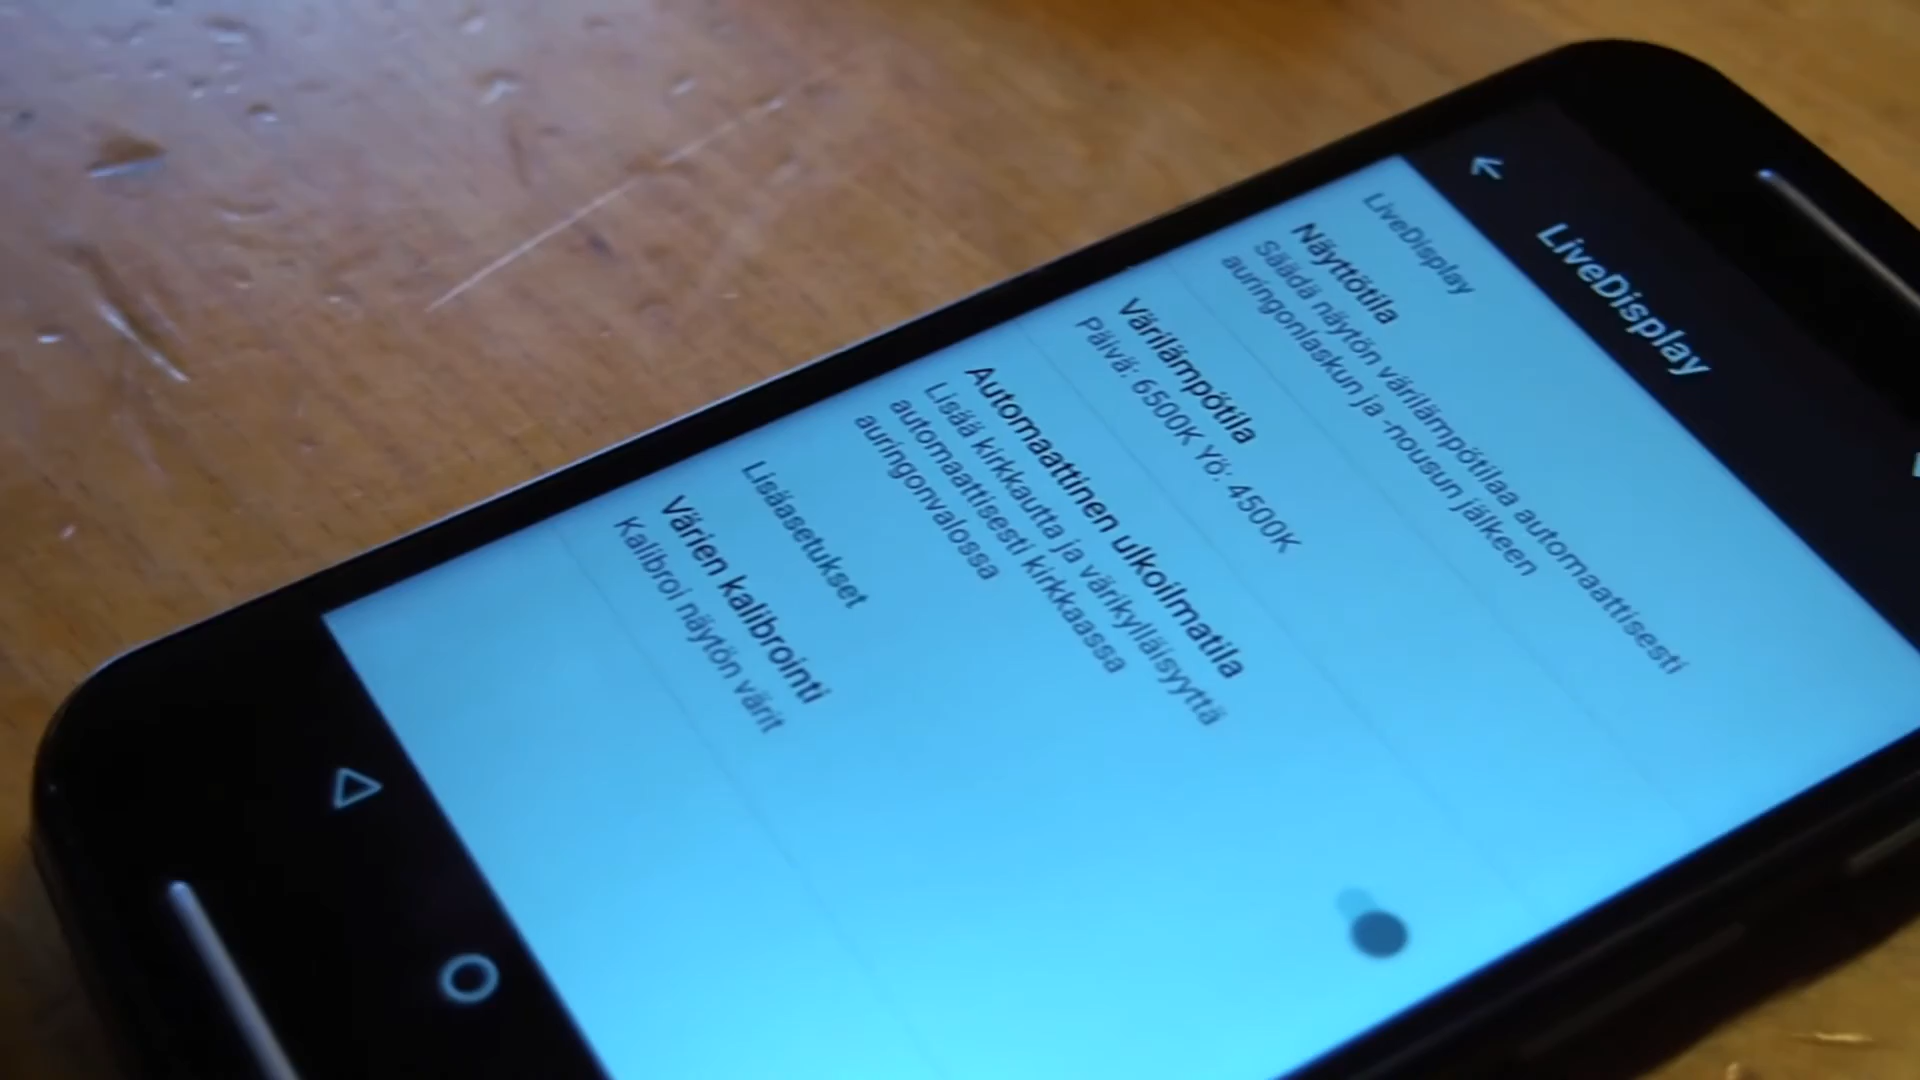 LiveDisplay
LiveDisplay
Näyttötila
Säädä näytön värilämpötilaa automaattisesti
auringonlaskun ja -nousun jälkeen
Värilämpötila
Päivä: 6500K Yö: 4500K
Automaattinen ulkoilmatila
Lisää kirkkautta ja värikylläisyyttä
automaattisesti kirkkaassa
auringonvalossa
Lisäasetukset
Värien kalibrointi
Kalibroi näytön värit